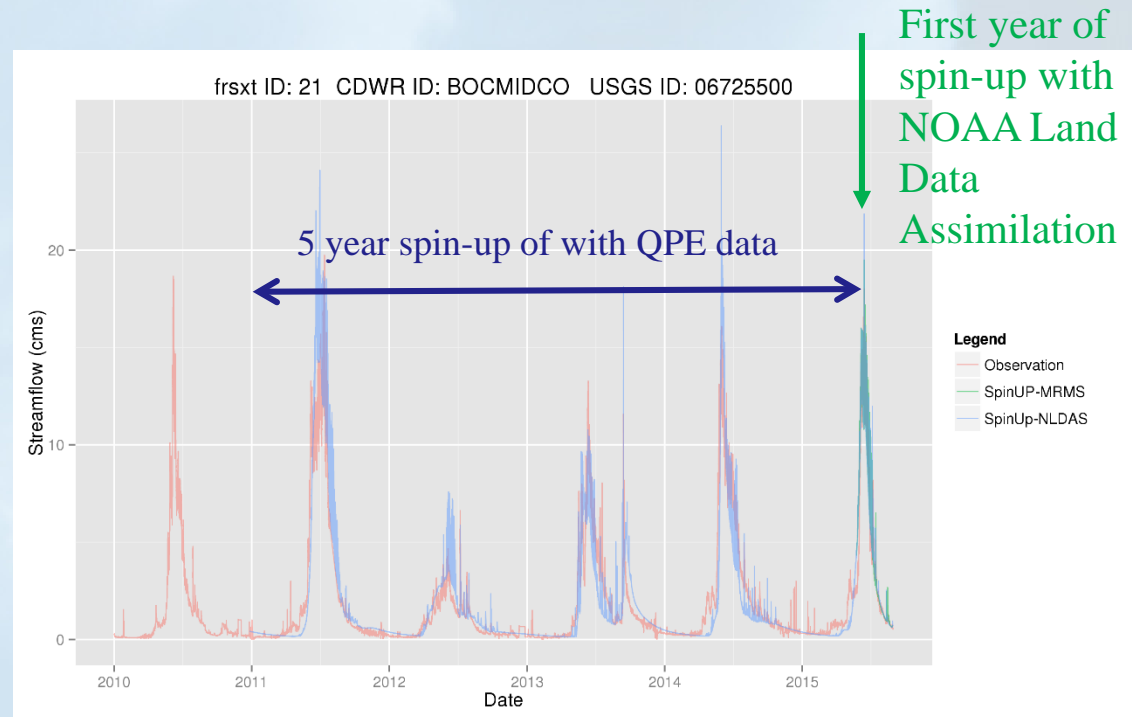 First year of
spin-up with
NOAA Land
Data
Assimilation
frsxt ID: 21 CDWR ID: BOCMIDCO USGS ID: 06725500
5 year spin-up of with QPE data
Streamflow (cms)
20
10
0
2010 2011 2012 2013 2014 2015
Date
Legend
Observation
SpinUP-MRMS
SpinUp-NLDAS